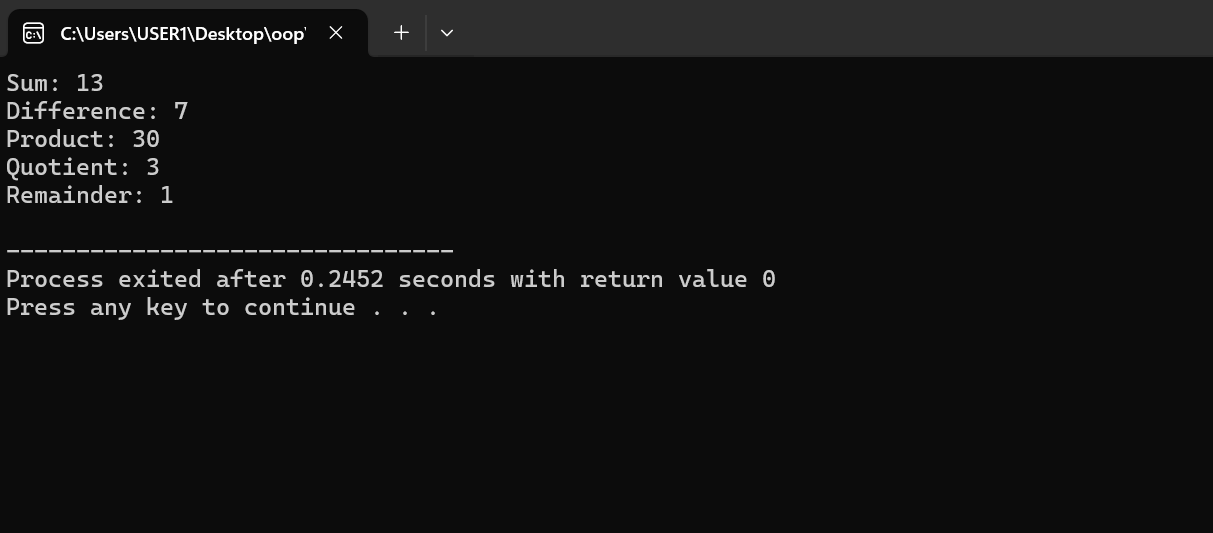 C:\Users\USER1\Desktop\oop'
Sum: 13
Difference: 7
Product: 30
Quotient: 3
Remainder: 1
--------------------------------
Process exited after 0.2452 seconds with return value 0
Press any key to continue . . .